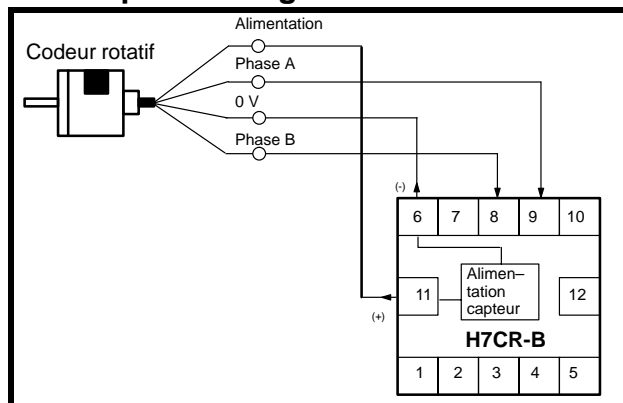 Alimentation
Codeur rotatif
Phase A
0 V
Phase B
(-)
6 7 8 9 10
11
Alimen–
tation
capteur
12
(+)
H7CR-B
1 2 3 4 5